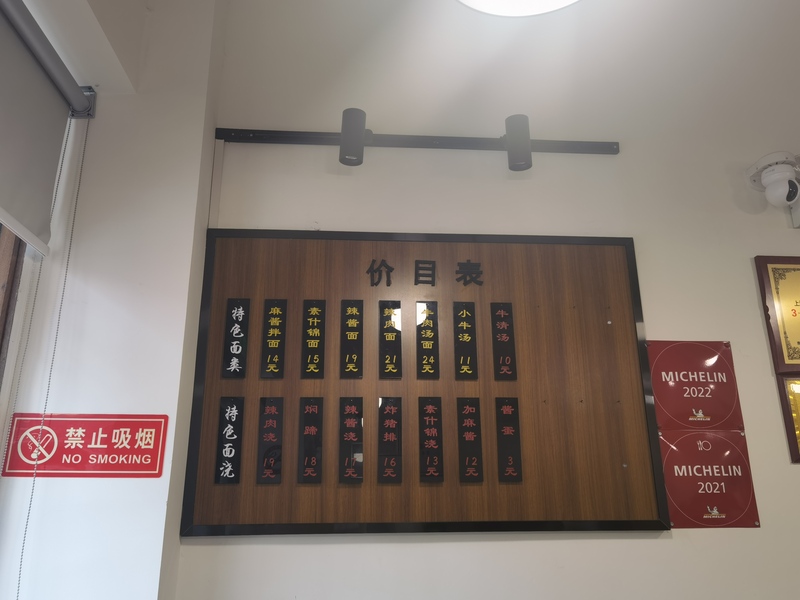 价目表
特色面类
麻酱拌面 14元
素什锦面 15元
辣酱面 19元
辣肉面 21元
牛肉汤面 24元
小牛汤 11元
牛清汤 10元
特色面浇
辣肉浇 19元
焖蹄 18元
辣酱浇
炸猪排 16元
素什锦浇 13元
加麻酱 12元
酱蛋 3元
禁止吸烟
NO SMOKING
MICHELIN
2022
MICHELIN
MICHELIN
2021
MICHELIN